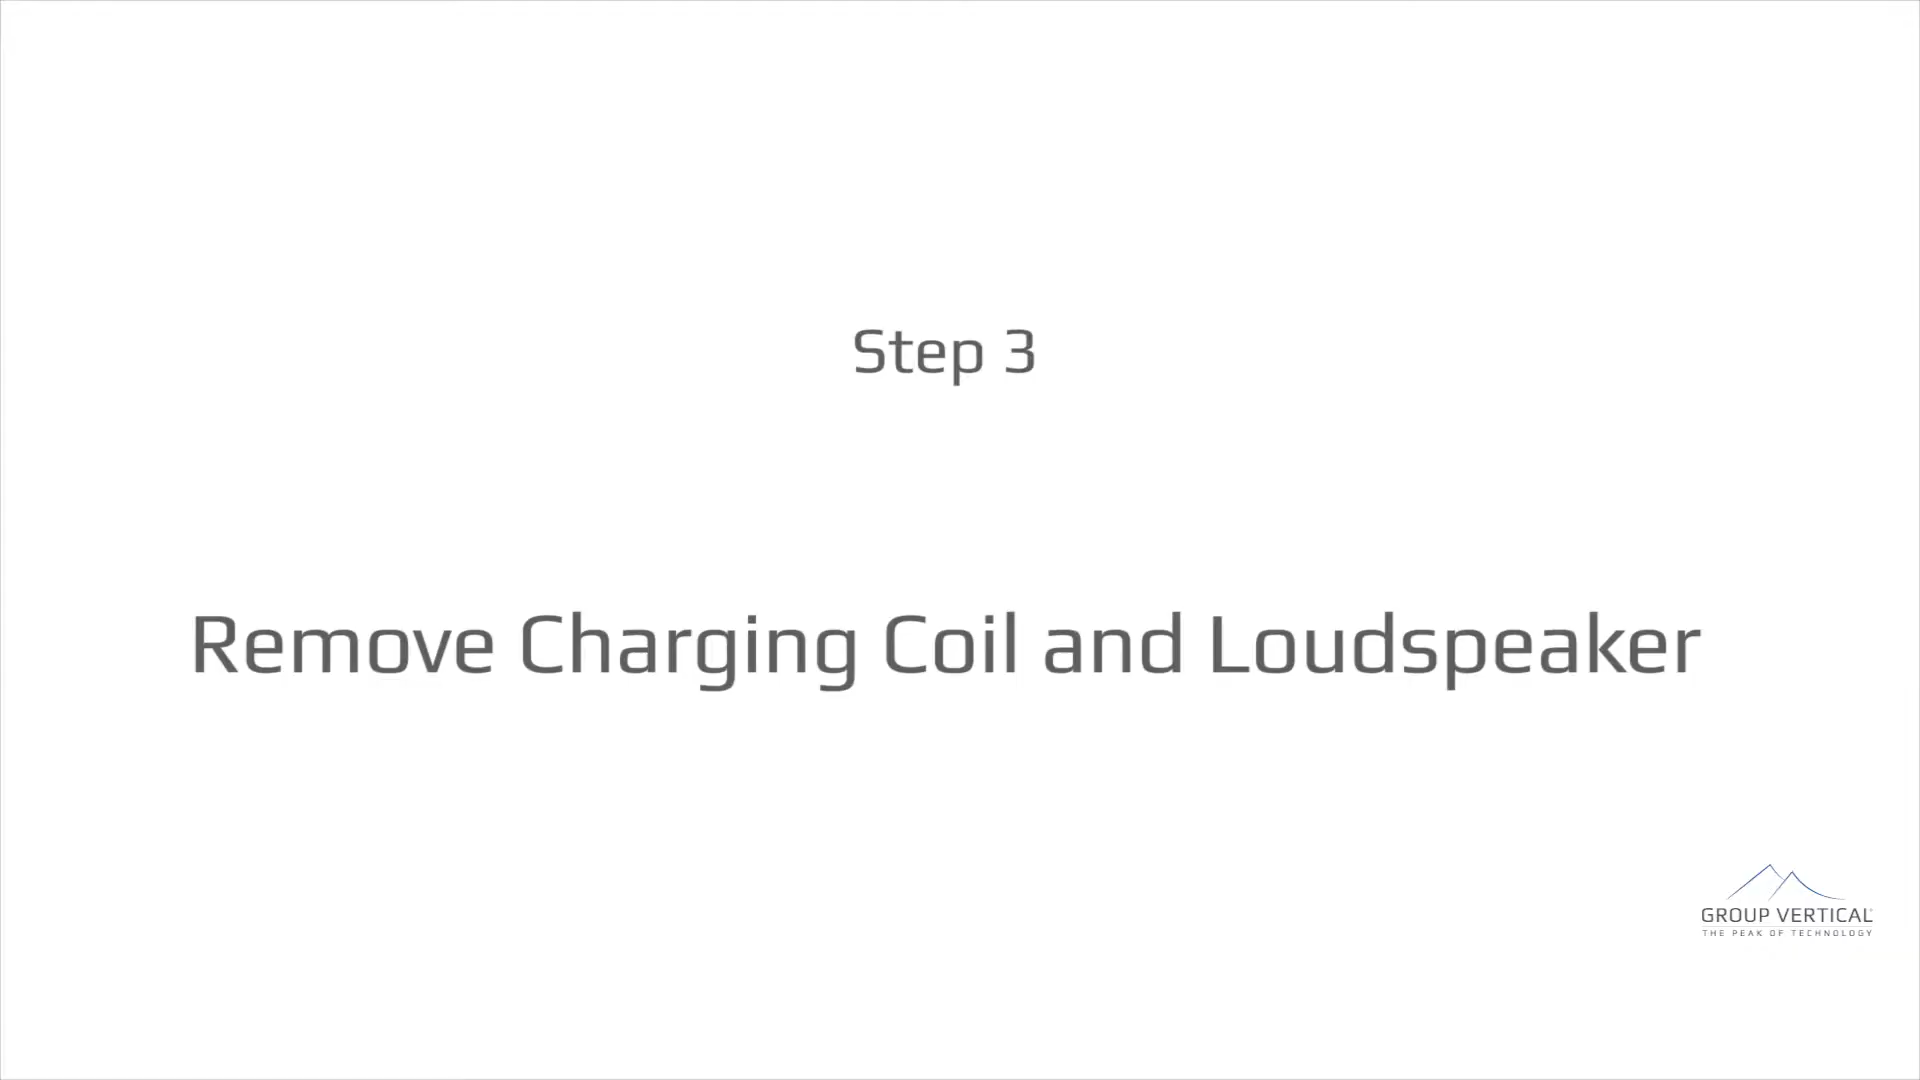 Step 3
Remove Charging Coil and Loudspeaker
GROUP VERTICAL
THE PEAK OF TECHNOLOGY